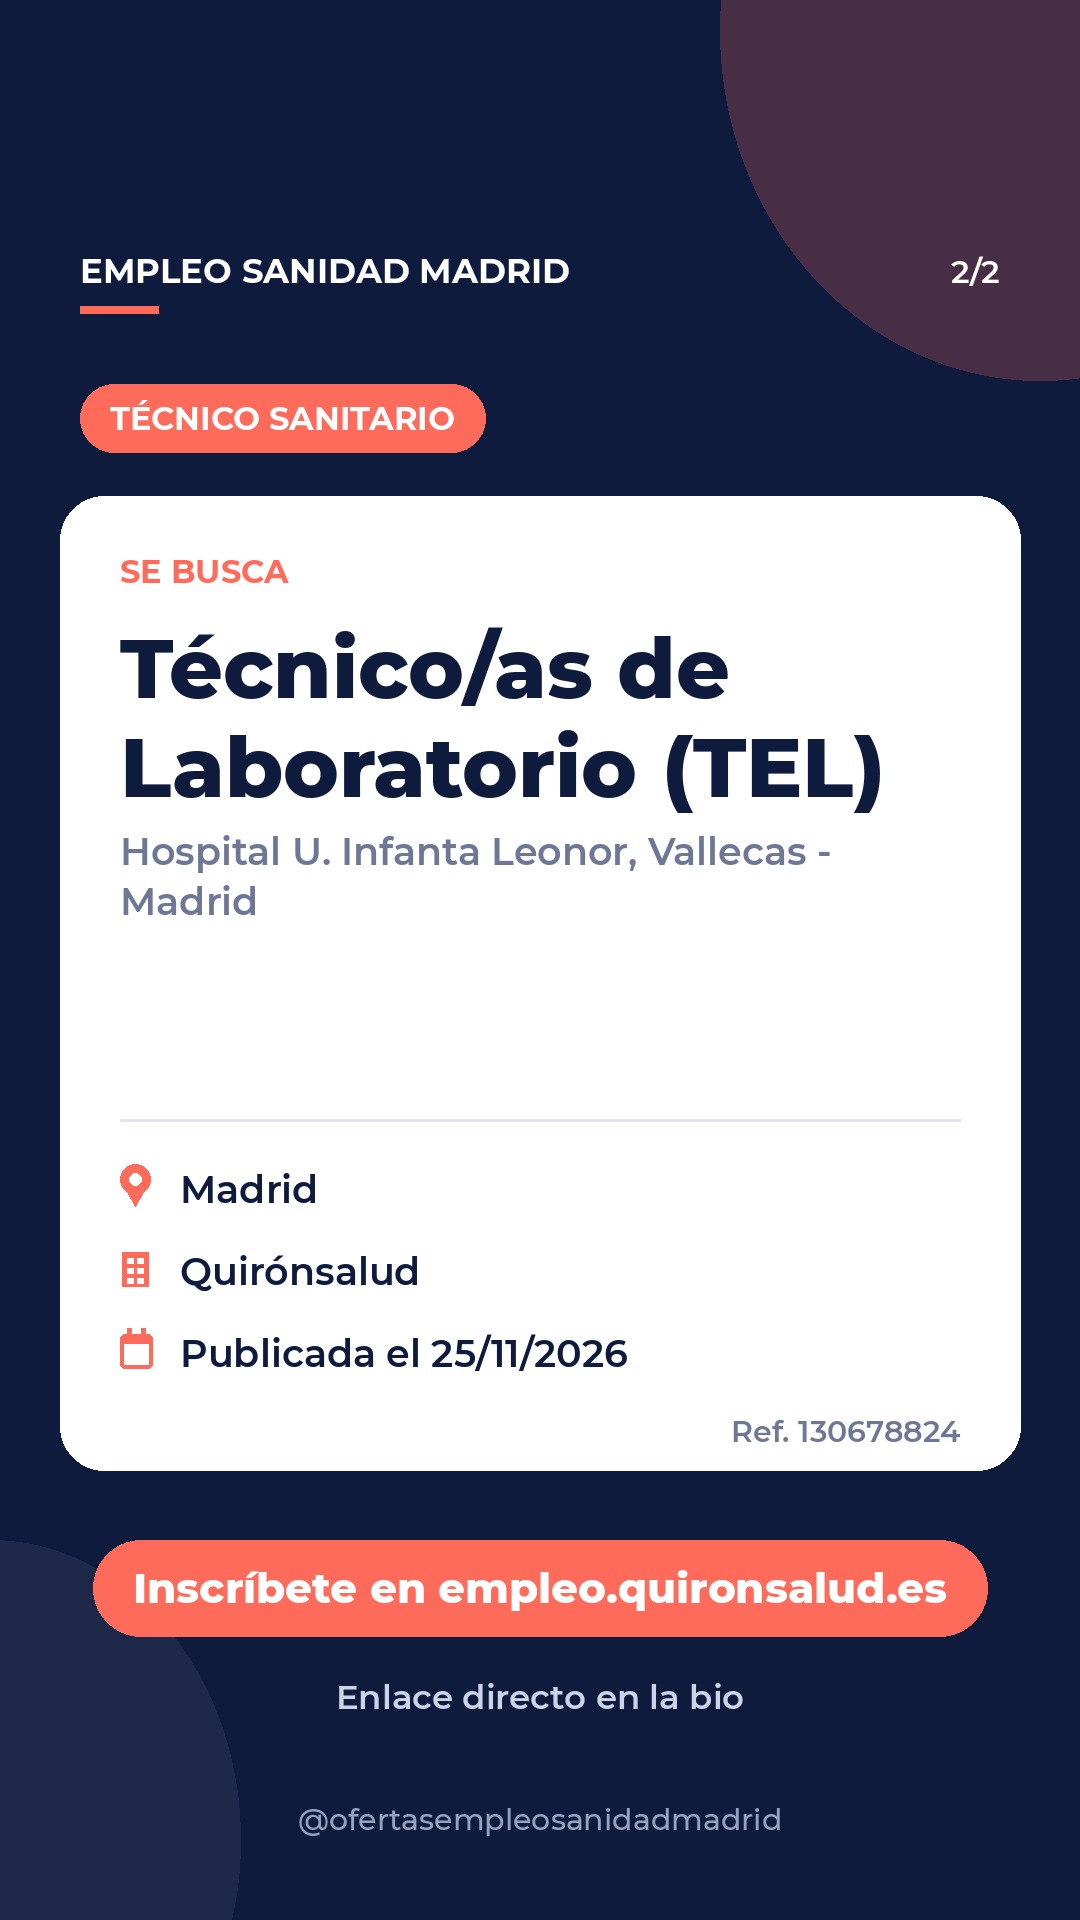 EMPLEO SANIDAD MADRID
2/2
TÉCNICO SANITARIO
SE BUSCA
Técnico/as de
Laboratorio (TEL)
Hospital U. Infanta Leonor, Vallecas -
Madrid
Madrid
Quirónsalud
Publicada el 25/11/2026
Ref. 130678824
Inscríbete en empleo.quironsalud.es
Enlace directo en la bio
@ofertasempleosanidadmadrid